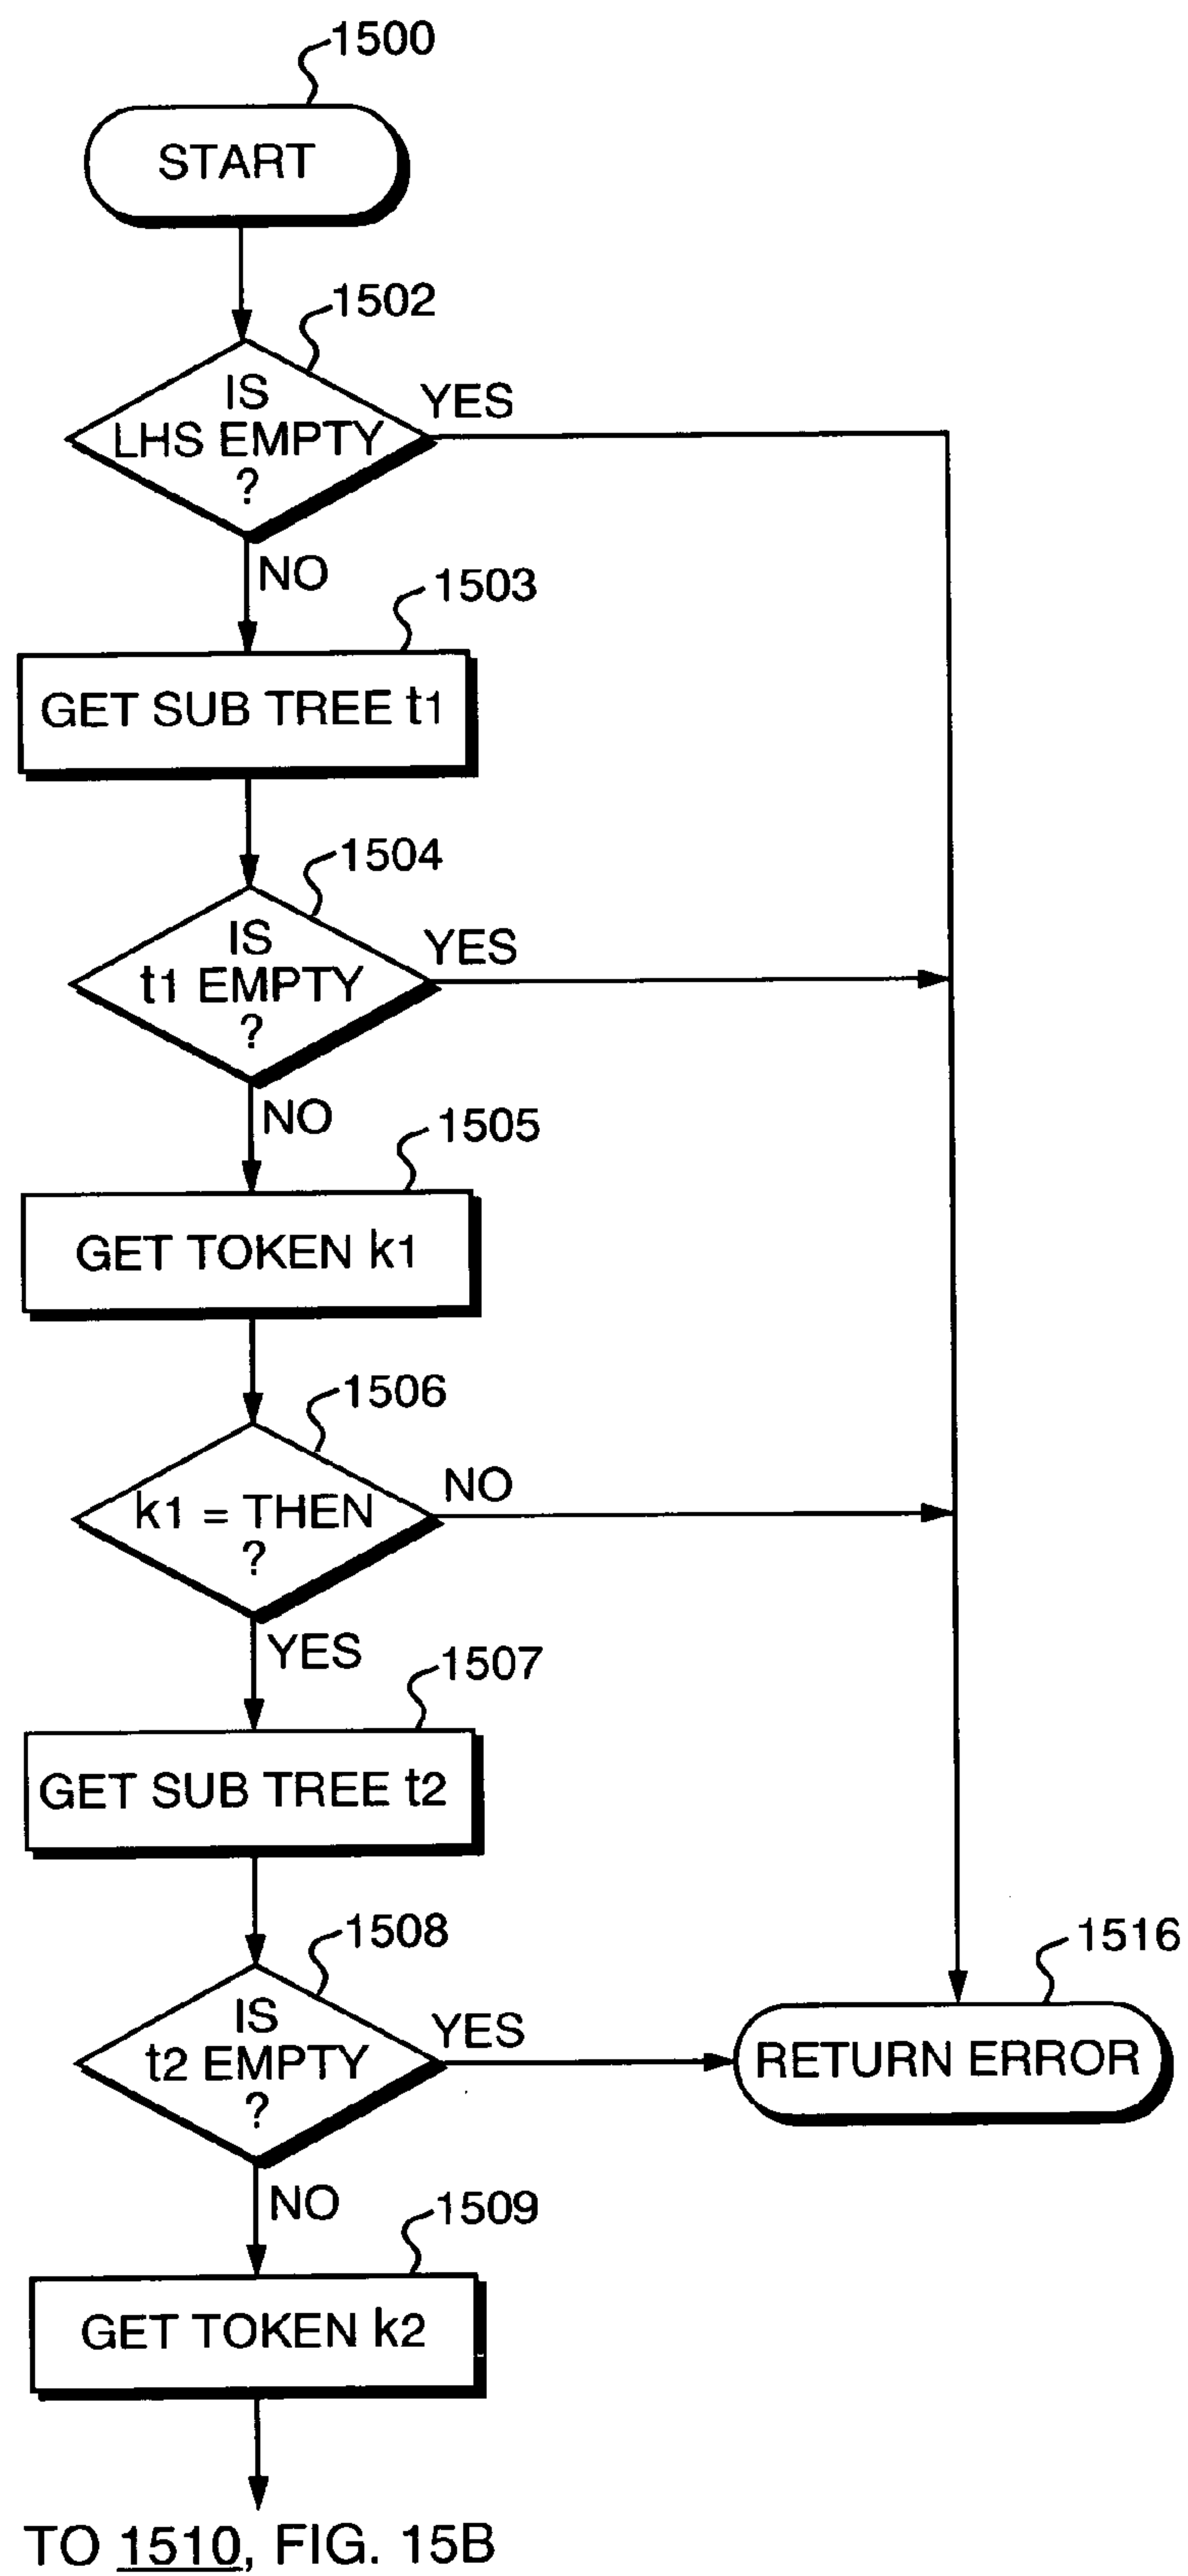 1500
START
1502
IS
LHS EMPTY
?
YES
NO
1503
GET SUB TREE t1
1504
IS
t1 EMPTY
?
YES
NO
1505
GET TOKEN k1
1506
k1 = THEN
?
NO
YES
1507
GET SUB TREE t2
1508
IS
t2 EMPTY
?
YES
1516
RETURN ERROR
NO
1509
GET TOKEN k2
TO 1510, FIG. 15B